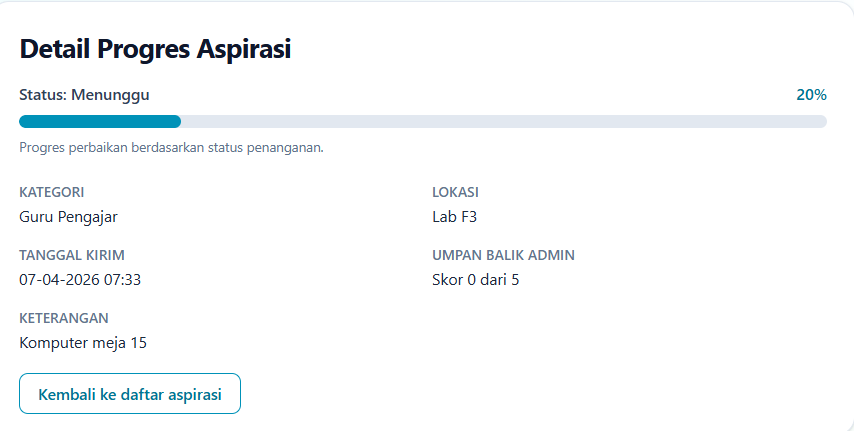 Detail Progres Aspirasi
Status: Menunggu 20%
Progres perbaikan berdasarkan status penanganan.
KATEGORI LOKASI
Guru Pengajar Lab F3
TANGGAL KIRIM UMPAN BALIK ADMIN
07-04-2026 07:33 Skor 0 dari 5
KETERANGAN
Komputer meja 15
Kembali ke daftar aspirasi